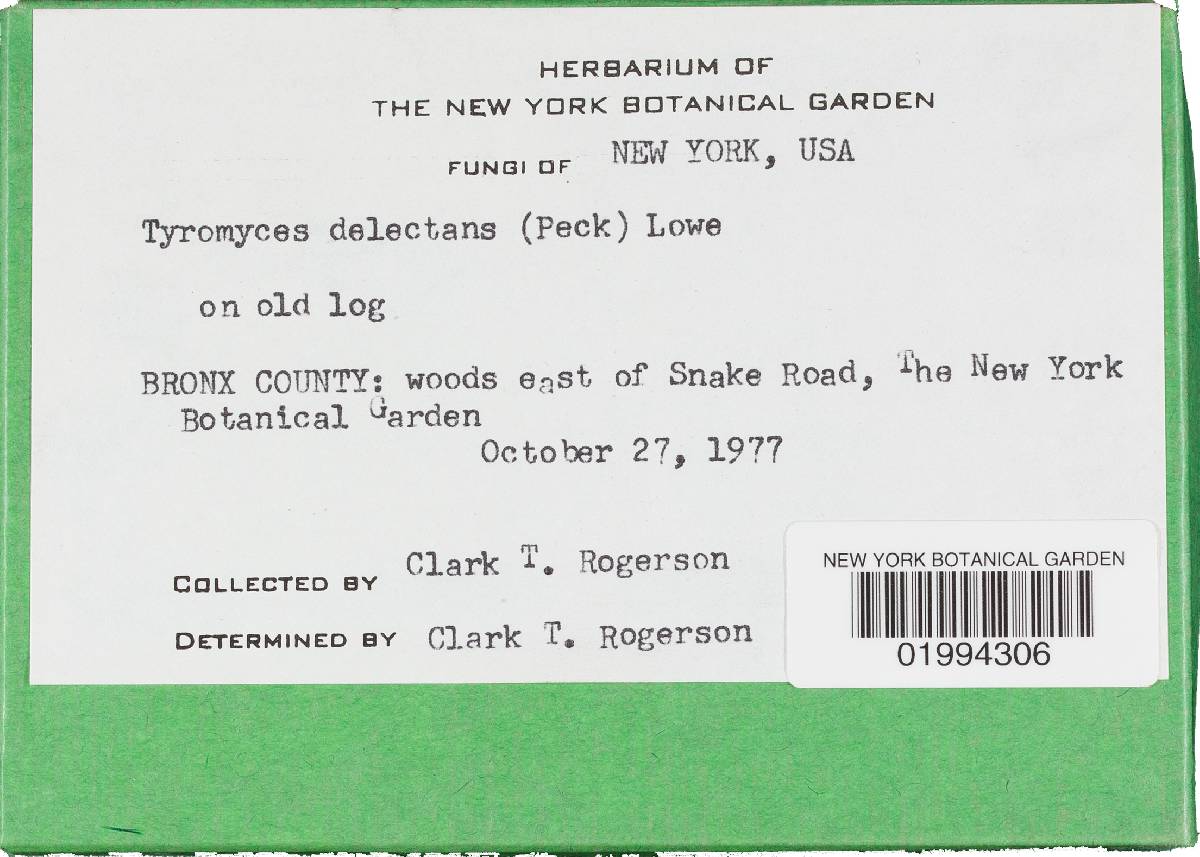 HERBARIUM OF
THE NEW YORK BOTANICAL GARDEN
FUNGI OF NEW YORK, USA
Tyromyces delectans (Peck) Lowe
on old log
BRONX COUNTY: woods east of Snake Road, The New York
Botanical Garden
October 27, 1977
COLLECTED BY Clark T. Rogerson
DETERMINED BY Clark T. Rogerson
NEW YORK BOTANICAL GARDEN
01994306